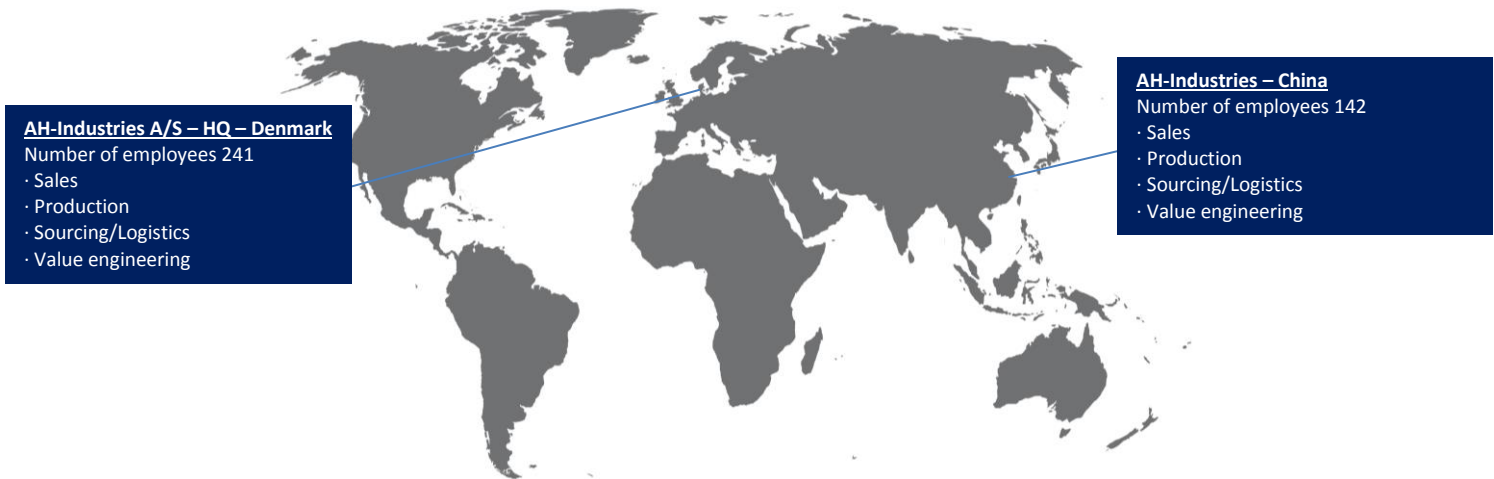 AH-Industries A/S – HQ – Denmark
Number of employees 241
· Sales
· Production
· Sourcing/Logistics
· Value engineering
AH-Industries – China
Number of employees 142
· Sales
· Production
· Sourcing/Logistics
· Value engineering